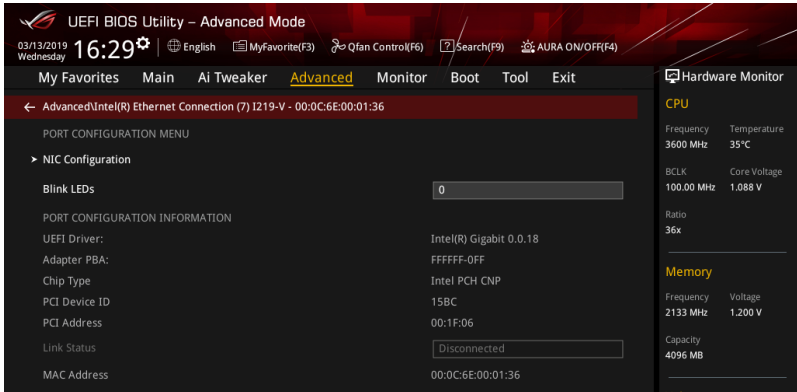 UEFI BIOS Utility – Advanced Mode
03/13/2019 Wednesday 16:29 English MyFavorite(F3) Qfan Control(F6) ? Search(F9) AURA ON/OFF(F4)
My Favorites Main Ai Tweaker Advanced Monitor Boot Tool Exit
Hardware Monitor
← Advanced\Intel(R) Ethernet Connection (7) I219-V - 00:0C:6E:00:01:36
PORT CONFIGURATION MENU
> NIC Configuration
Blink LEDs 0
PORT CONFIGURATION INFORMATION
UEFI Driver: Intel(R) Gigabit 0.0.18
Adapter PBA: FFFFFF-0FF
Chip Type Intel PCH CNP
PCI Device ID 15BC
PCI Address 00:1F:06
Link Status Disconnected
MAC Address 00:0C:6E:00:01:36
CPU
Frequency Temperature
3600 MHz 35°C
BCLK Core Voltage
100.00 MHz 1.088 V
Ratio
36x
Memory
Frequency Voltage
2133 MHz 1.200 V
Capacity
4096 MB